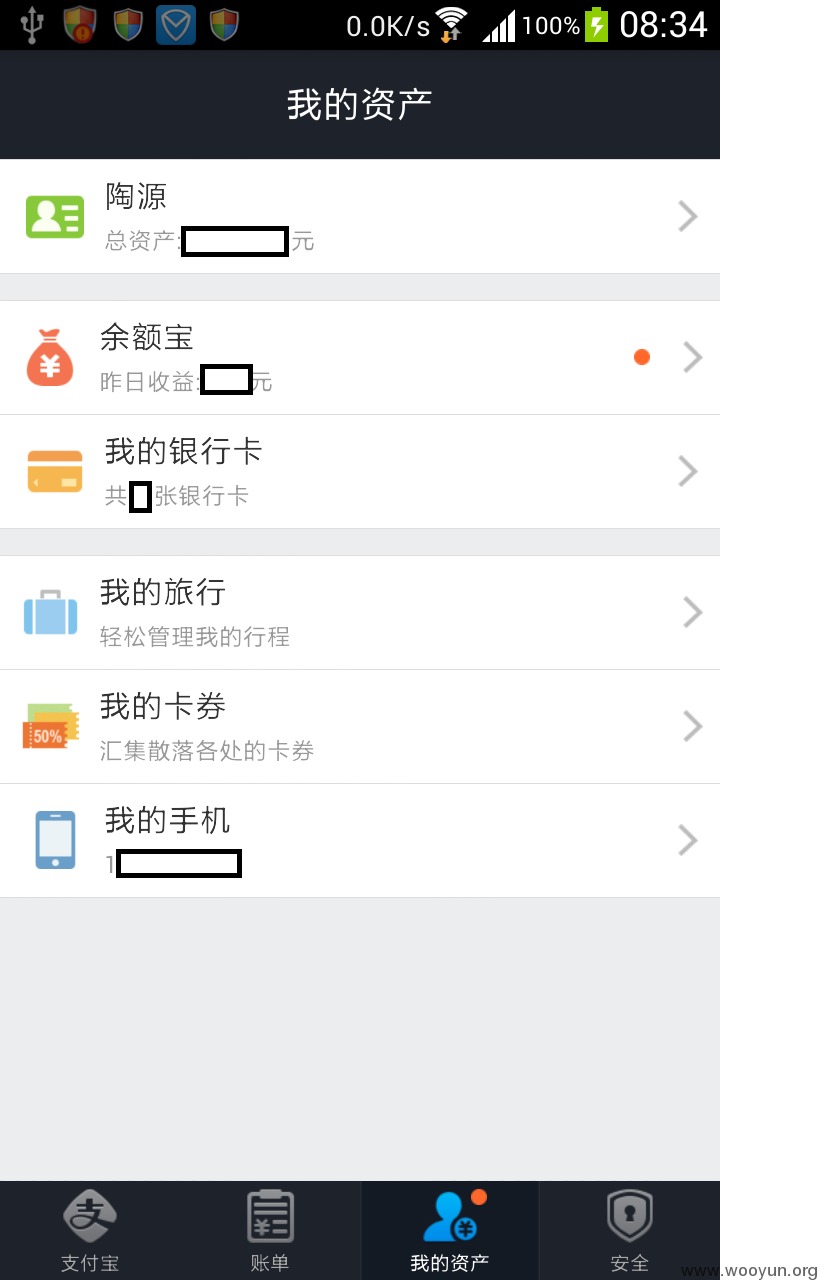 0.0K/s 100% 08:34
我的资产
陶源
总资产: 元
余额宝
昨日收益: 元
我的银行卡
共 张银行卡
我的旅行
轻松管理我的行程
50%
我的卡券
汇集散落各处的卡券
我的手机
1
支付宝 账单 我的资产 安全
www.wooyun.org